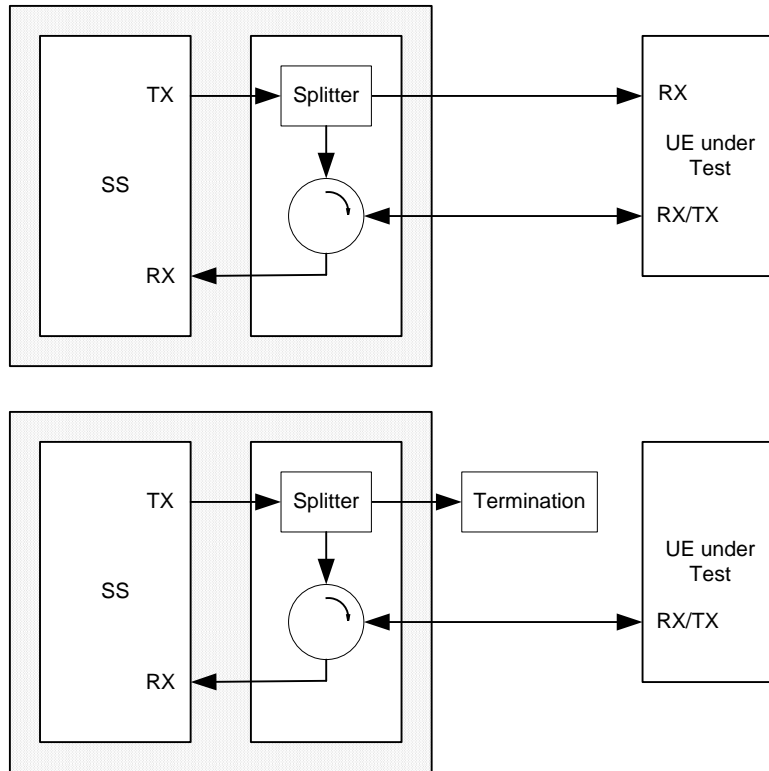 TX
Splitter
RX
UE under
Test
SS
RX/TX
RX
TX
Splitter
Termination
UE under
Test
SS
RX/TX
RX